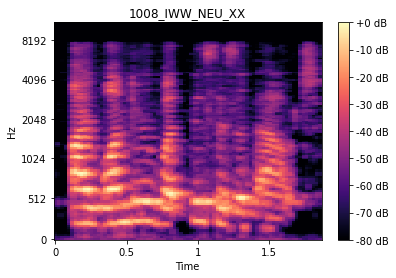 1008_IWW_NEU_XX
+0 dB
8192
-10 dB
4096
-20 dB
-30 dB
2048
Hz
-40 dB
1024
-50 dB
512
-60 dB
-70 dB
0
-80 dB
0
0.5
1
1.5
Time